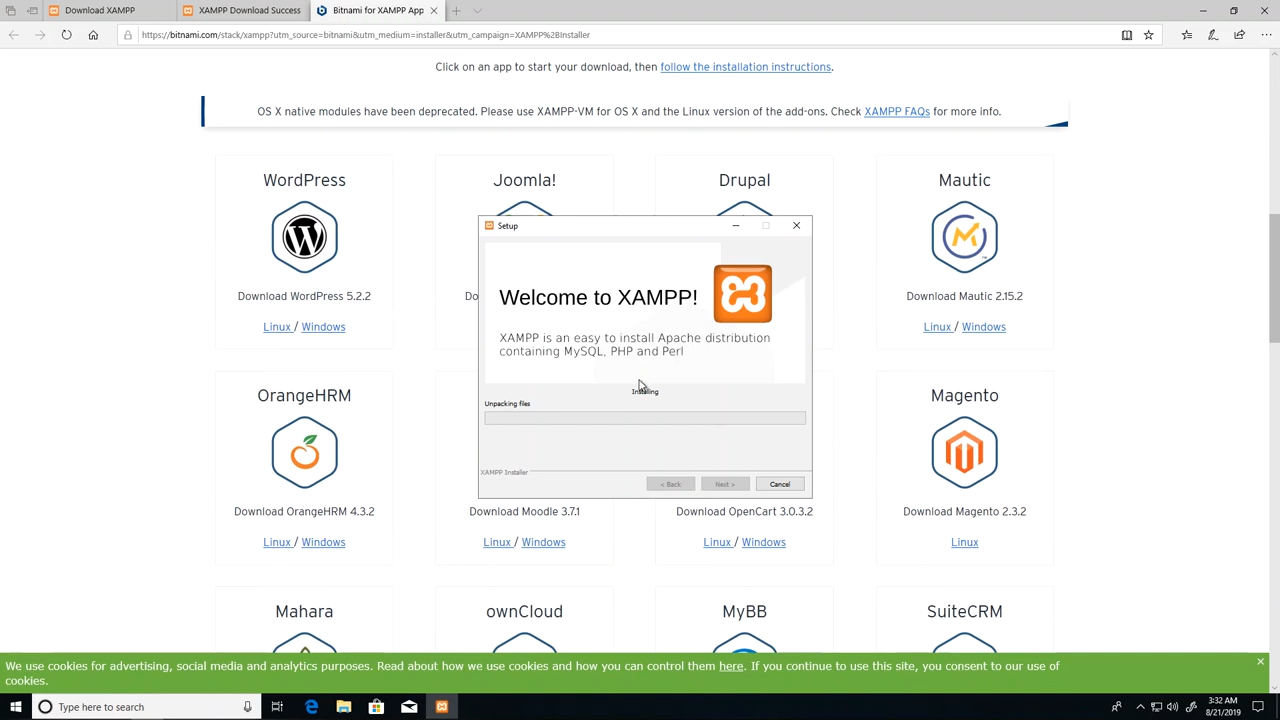 Download XAMPP
XAMPP Download Success
Bitnami for XAMPP App
https://bitnami.com/stack/xampp?utm_source=bitnami&utm_medium=installer&utm_campaign=XAMPP%2BInstaller
Click on an app to start your download, then follow the installation instructions.
OS X native modules have been deprecated. Please use XAMPP-VM for OS X and the Linux version of the add-ons. Check XAMPP FAQs for more info.
WordPress
Joomla!
Drupal
Mautic
Download WordPress 5.2.2
Do
Download Mautic 2.15.2
Linux / Windows
Linux / Windows
Setup
Welcome to XAMPP!
XAMPP is an easy to install Apache distribution
containing MySQL, PHP and Perl
Installing
Unpacking files
XAMPP Installer
< Back
Next >
Cancel
OrangeHRM
Magento
Download OrangeHRM 4.3.2
Download Moodle 3.7.1
Download OpenCart 3.0.3.2
Download Magento 2.3.2
Linux / Windows
Linux / Windows
Linux / Windows
Linux
Mahara
ownCloud
MyBB
SuiteCRM
We use cookies for advertising, social media and analytics purposes. Read about how we use cookies and how you can control them here. If you continue to use this site, you consent to our use of
cookies.
Type here to search
3:32 AM
8/21/2019